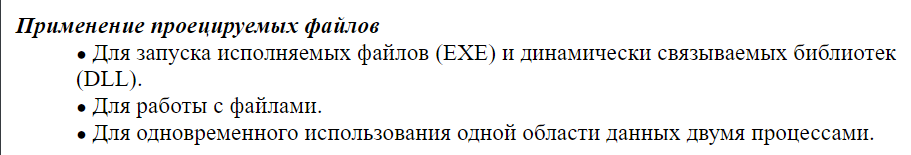 Применение проецируемых файлов
• Для запуска исполняемых файлов (EXE) и динамически связываемых библиотек
(DLL).
• Для работы с файлами.
• Для одновременного использования одной области данных двумя процессами.